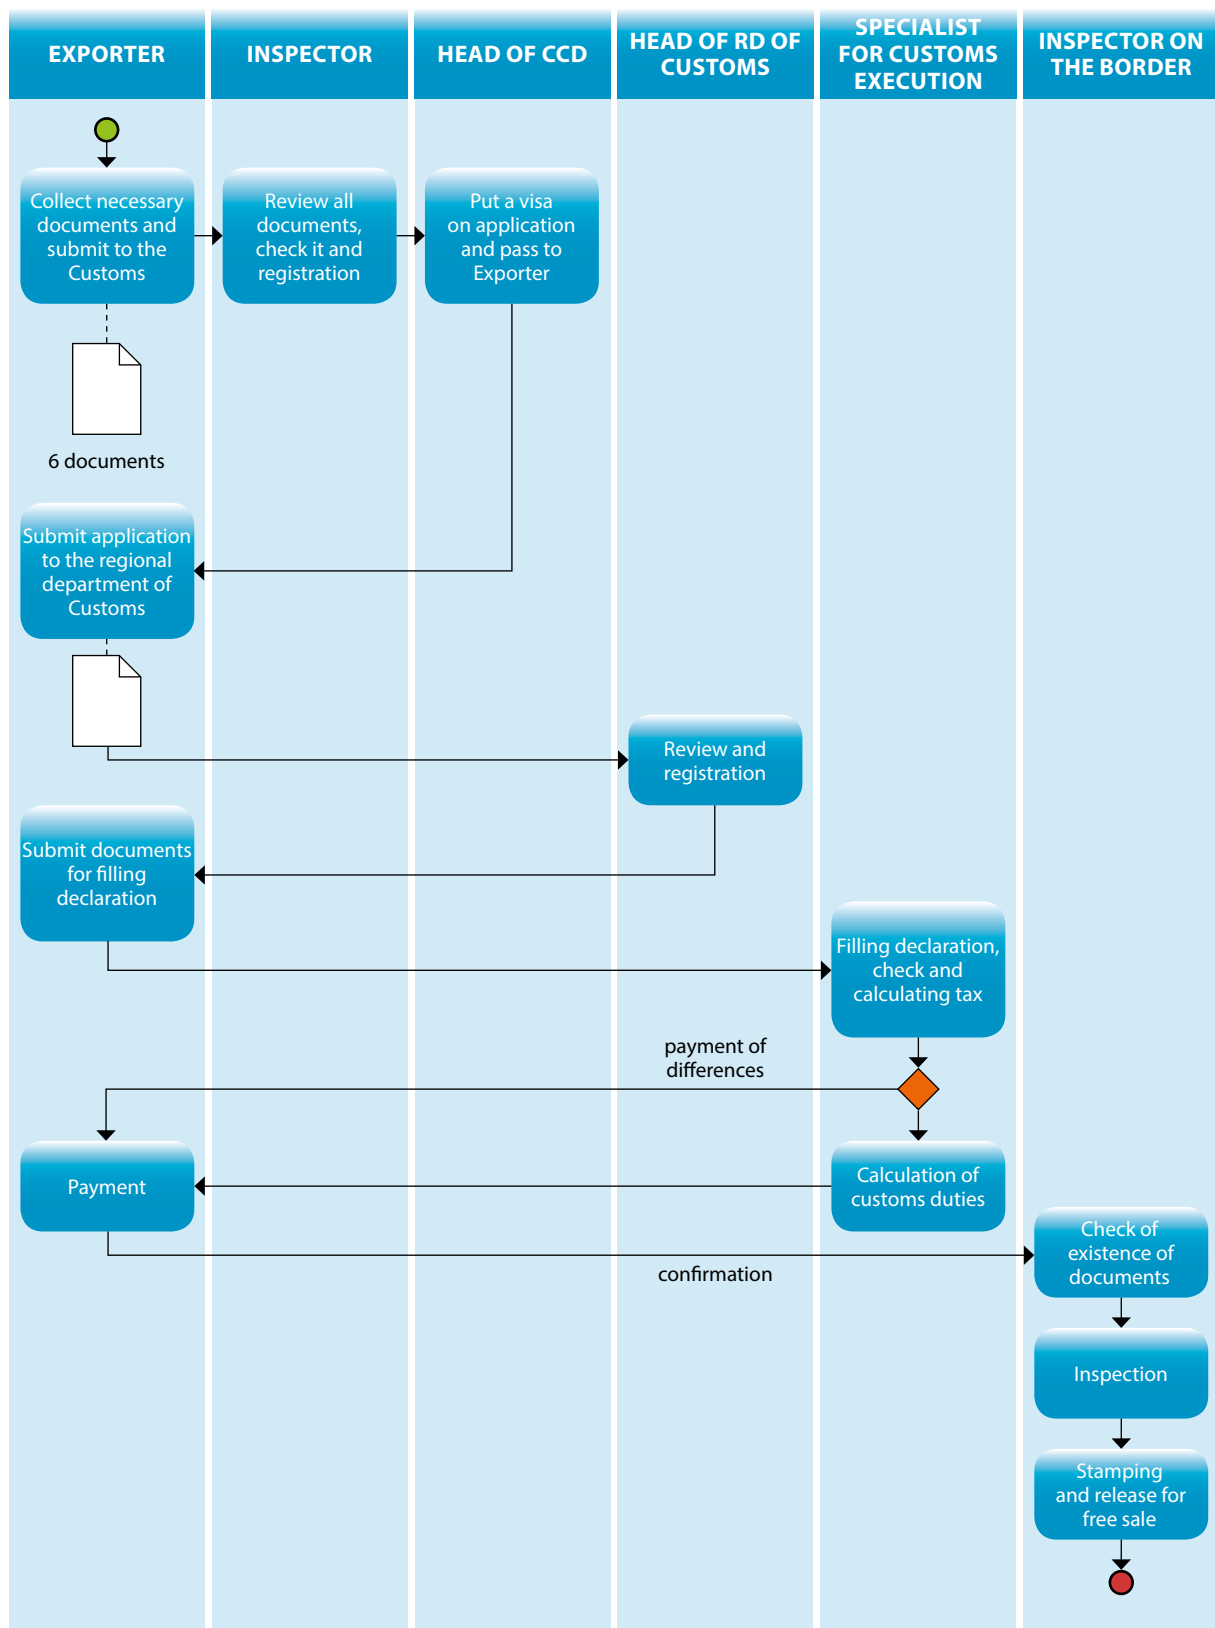 EXPORTER
INSPECTOR
HEAD OF CCD
HEAD OF RD OF
CUSTOMS
SPECIALIST
FOR CUSTOMS
EXECUTION
INSPECTOR ON
THE BORDER
Collect necessary
documents and
submit to the
Customs
Review all
documents,
check it and
registration
Put a visa
on application
and pass to
Exporter
6 documents
Submit application
to the regional
department of
Customs
Review and
registration
Submit documents
for filling
declaration
Filling declaration,
check and
calculating tax
payment of
differences
Payment
Calculation of
customs duties
confirmation
Check of
existence of
documents
Inspection
Stamping
and release for
free sale